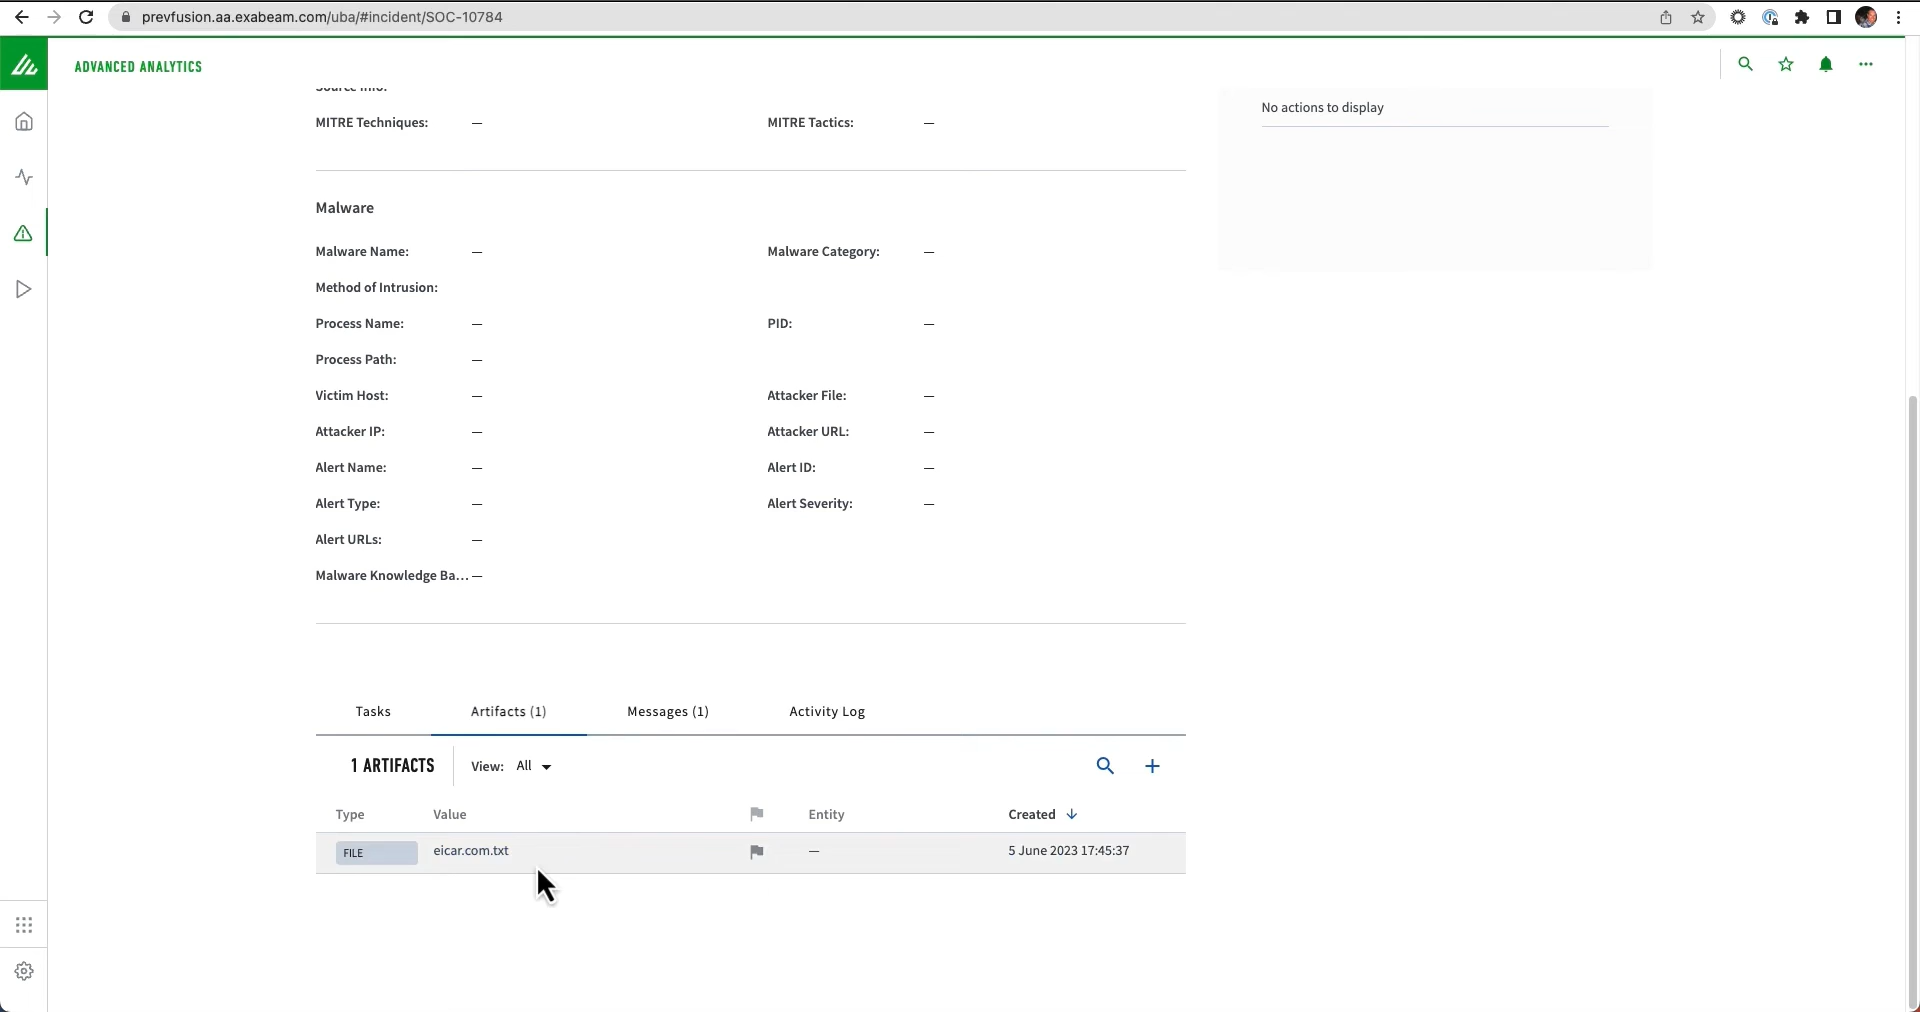 prevfusion.aa.exabeam.com/uba/#incident/SOC-10784
ADVANCED ANALYTICS
Source Info:
No actions to display
MITRE Techniques: —
MITRE Tactics: —
Malware
Malware Name: —
Malware Category: —
Method of Intrusion:
Process Name: —
PID: —
Process Path: —
Victim Host: —
Attacker File: —
Attacker IP: —
Attacker URL: —
Alert Name: —
Alert ID: —
Alert Type: —
Alert Severity: —
Alert URLs: —
Malware Knowledge Ba... —
Tasks
Artifacts (1)
Messages (1)
Activity Log
1 ARTIFACTS
View: All
Type
Value
Entity
Created
FILE
eicar.com.txt
—
5 June 2023 17:45:37